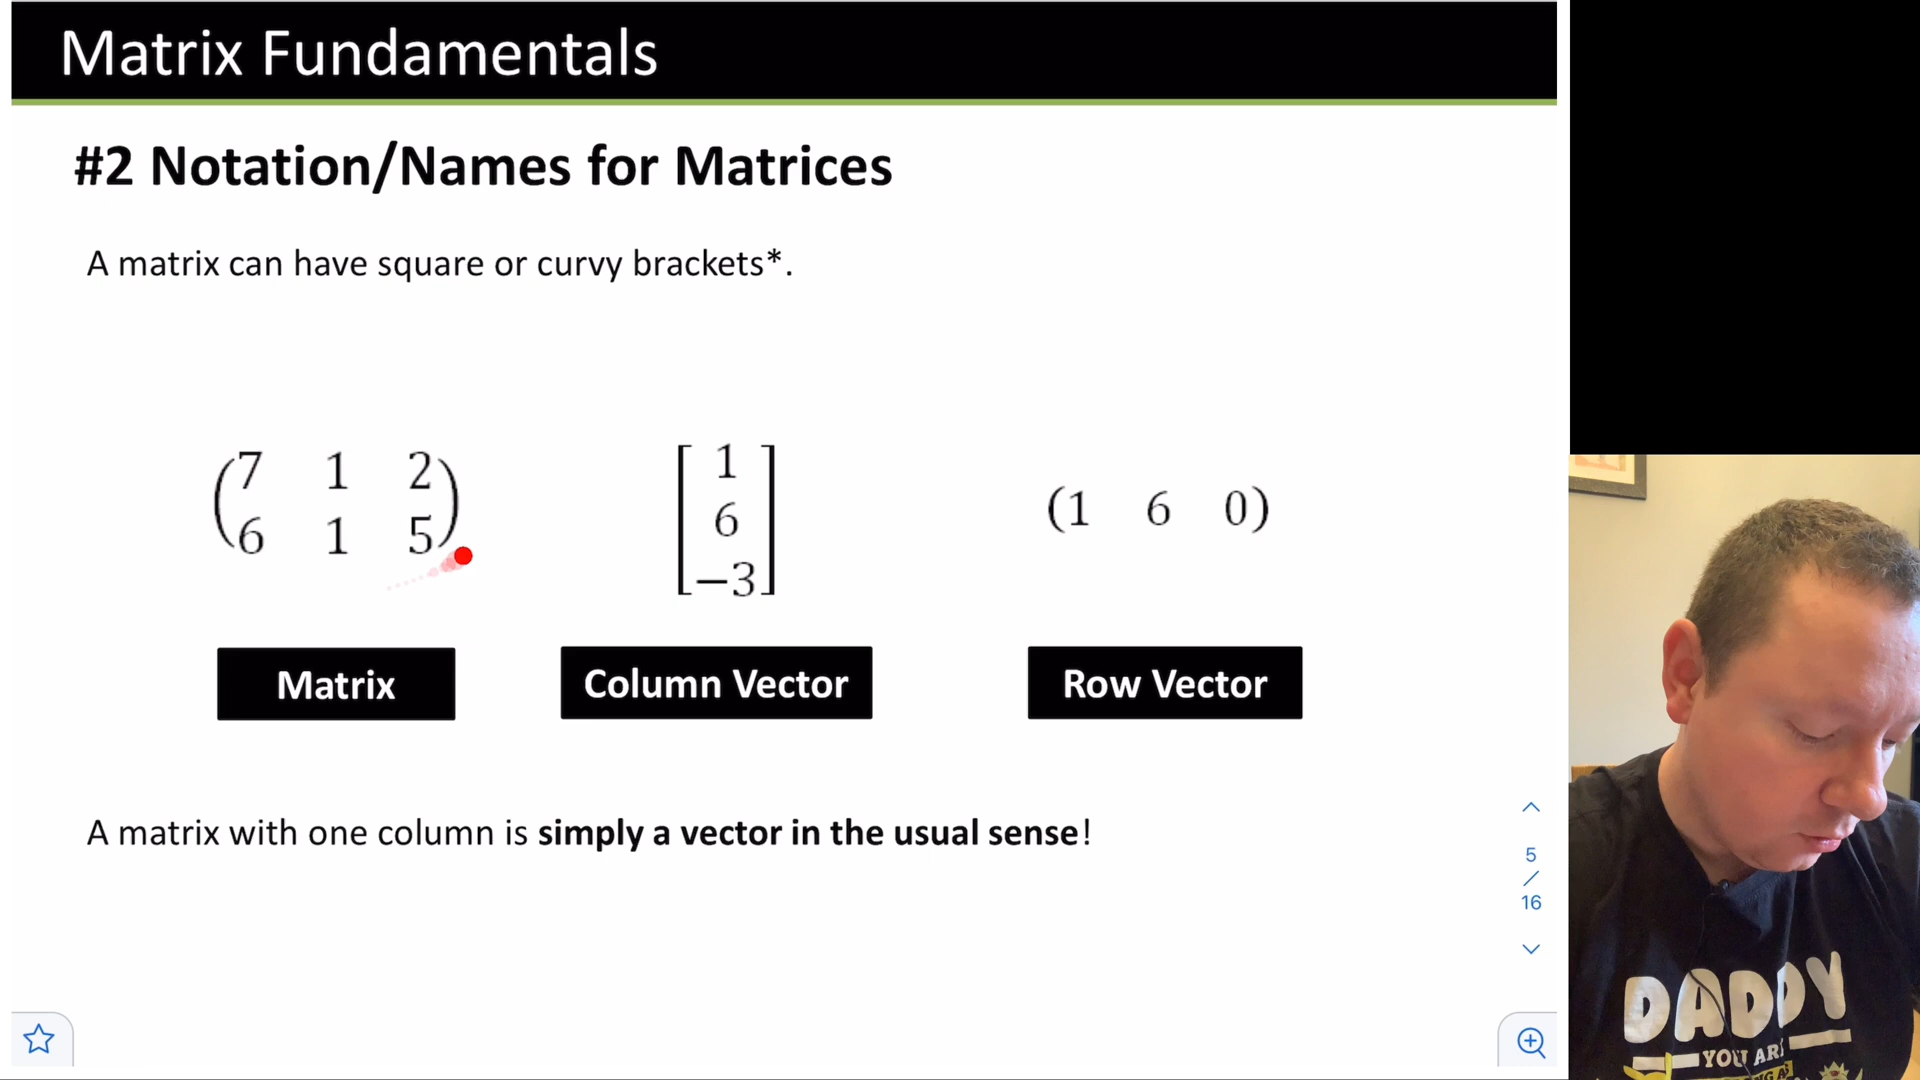 Matrix Fundamentals
#2 Notation/Names for Matrices
A matrix can have square or curvy brackets*.
(7 1 2
6 1 5)
[1
6
−3]
(1 6 0)
Matrix
Column Vector
Row Vector
A matrix with one column is simply a vector in the usual sense!
5
/
16
DADDY
YOU ARE